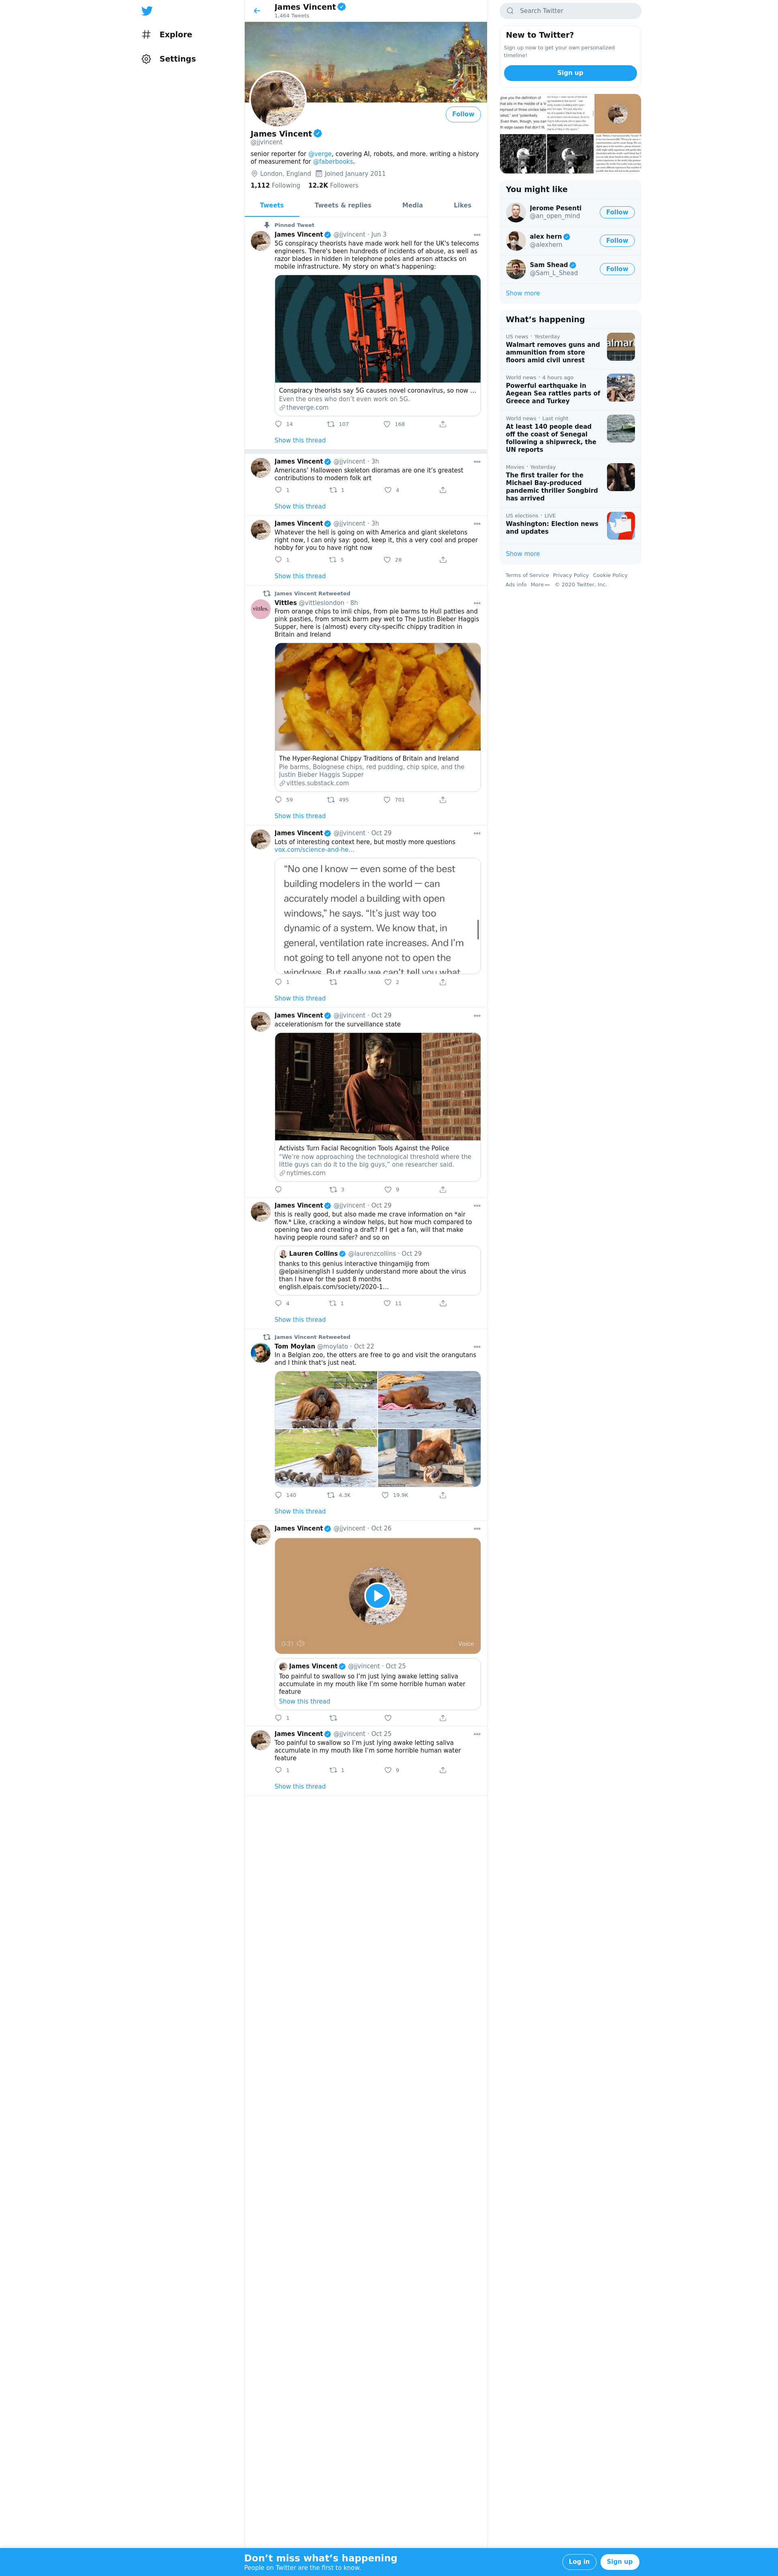 Explore
Settings
James Vincent
1,464 Tweets
Follow
James Vincent
@jjvincent
senior reporter for @verge, covering AI, robots, and more. writing a history
of measurement for @faberbooks.
London, England Joined January 2011
1,112 Following 12.2K Followers
Tweets Tweets & replies Media Likes
Pinned Tweet
James Vincent @jjvincent · Jun 3
5G conspiracy theorists have made work hell for the UK's telecoms
engineers. There's been hundreds of incidents of abuse, as well as
razor blades in hidden in telephone poles and arson attacks on
mobile infrastructure. My story on what's happening:
Conspiracy theorists say 5G causes novel coronavirus, so now ...
Even the ones who don't even work on 5G.
theverge.com
14 107 168
Show this thread
James Vincent @jjvincent · 3h
Americans' Halloween skeleton dioramas are one it's greatest
contributions to modern folk art
1 1 4
Show this thread
James Vincent @jjvincent · 3h
Whatever the hell is going on with America and giant skeletons
right now, I can only say: good, keep it, this a very cool and proper
hobby for you to have right now
1 5 28
Show this thread
James Vincent Retweeted
vittles.
Vittles @vittleslondon · 8h
From orange chips to imli chips, from pie barms to Hull patties and
pink pasties, from smack barm pey wet to The Justin Bieber Haggis
Supper, here is (almost) every city-specific chippy tradition in
Britain and Ireland
The Hyper-Regional Chippy Traditions of Britain and Ireland
Pie barms, Bolognese chips, red pudding, chip spice, and the
Justin Bieber Haggis Supper
vittles.substack.com
59 495 701
Show this thread
James Vincent @jjvincent · Oct 29
Lots of interesting context here, but mostly more questions
vox.com/science-and-he...
“No one I know — even some of the best
building modelers in the world — can
accurately model a building with open
windows,” he says. “It’s just way too
dynamic of a system. We know that, in
general, ventilation rate increases. And I’m
not going to tell anyone not to open the
windows. But really we can’t tell you what
1 2
Show this thread
James Vincent @jjvincent · Oct 29
accelerationism for the surveillance state
Activists Turn Facial Recognition Tools Against the Police
“We're now approaching the technological threshold where the
little guys can do it to the big guys,” one researcher said.
nytimes.com
3 9
James Vincent @jjvincent · Oct 29
this is really good, but also made me crave information on *air
flow.* Like, cracking a window helps, but how much compared to
opening two and creating a draft? If I get a fan, will that make
having people round safer? and so on
Lauren Collins @laurenzcollins · Oct 29
thanks to this genius interactive thingamijig from
@elpaisinenglish I suddenly understand more about the virus
than I have for the past 8 months
english.elpais.com/society/2020-1...
4 1 11
Show this thread
James Vincent Retweeted
Tom Moylan @moylato · Oct 22
In a Belgian zoo, the otters are free to go and visit the orangutans
and I think that's just neat.
140 4.3K 19.9K
Show this thread
James Vincent @jjvincent · Oct 26
0:31 Voice
James Vincent @jjvincent · Oct 25
Too painful to swallow so I'm just lying awake letting saliva
accumulate in my mouth like I'm some horrible human water
feature
Show this thread
1
James Vincent @jjvincent · Oct 25
Too painful to swallow so I'm just lying awake letting saliva
accumulate in my mouth like I'm some horrible human water
feature
1 1 9
Show this thread
Search Twitter
New to Twitter?
Sign up now to get your own personalized
timeline!
Sign up
You might like
Jerome Pesenti
@an_open_mind
Follow
alex hern
@alexhern
Follow
Sam Shead
@Sam_L_Shead
Follow
Show more
What's happening
US news · Yesterday
Walmart removes guns and
ammunition from store
floors amid civil unrest
World news · 4 hours ago
Powerful earthquake in
Aegean Sea rattles parts of
Greece and Turkey
World news · Last night
At least 140 people dead
off the coast of Senegal
following a shipwreck, the
UN reports
Movies · Yesterday
The first trailer for the
Michael Bay-produced
pandemic thriller Songbird
has arrived
US elections · LIVE
Washington: Election news
and updates
Show more
Terms of Service Privacy Policy Cookie Policy
Ads info More © 2020 Twitter, Inc.
Don't miss what's happening
People on Twitter are the first to know.
Log in
Sign up